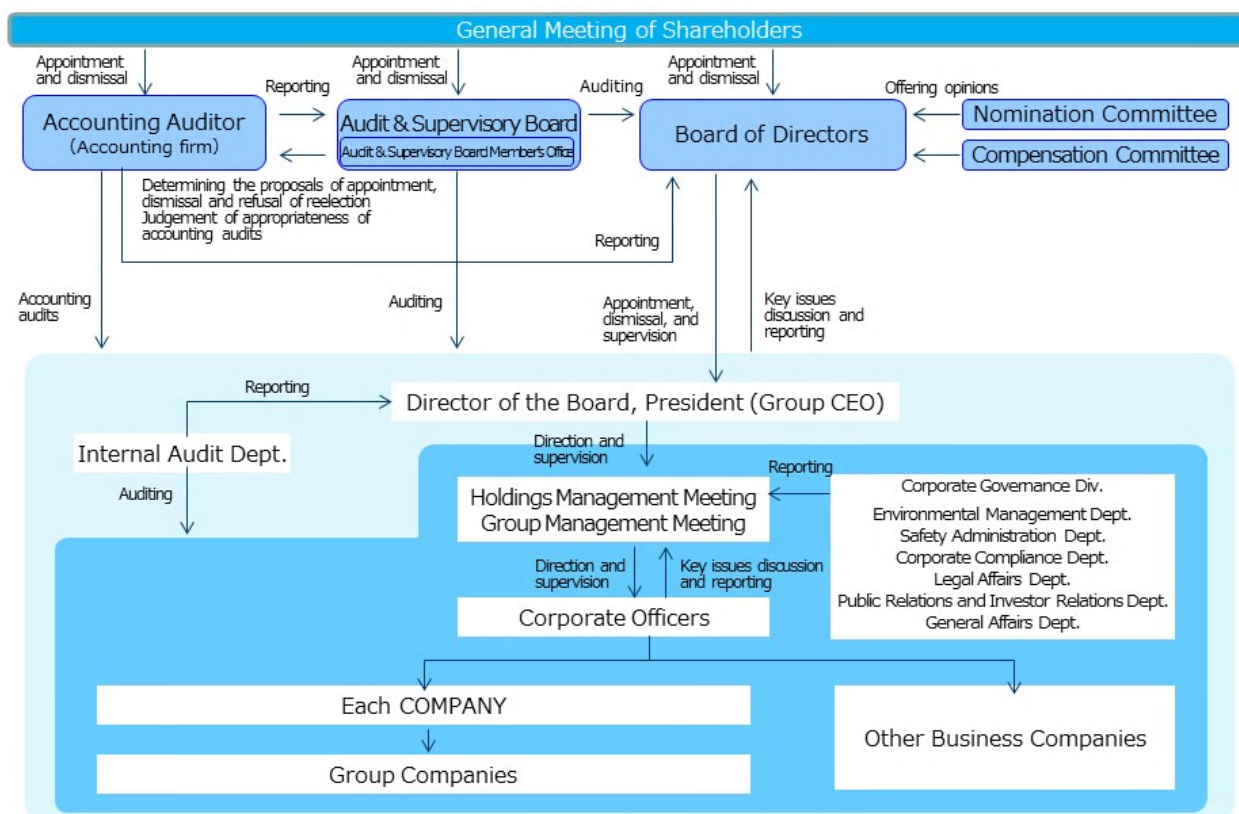 General Meeting of Shareholders
Appointment
and dismissal
Appointment
and dismissal
Appointment
and dismissal
Reporting
Auditing
Offering opinions
Accounting Auditor
(Accounting firm)
Audit & Supervisory Board
Audit & Supervisory Board Member's Office
Board of Directors
Nomination Committee
Compensation Committee
Determining the proposals of appointment,
dismissal and refusal of reelection
Judgement of appropriateness of
accounting audits
Reporting
Accounting
audits
Auditing
Appointment,
dismissal, and
supervision
Key issues
discussion and
reporting
Reporting
Director of the Board, President (Group CEO)
Internal Audit Dept.
Auditing
Direction and
supervision
Reporting
Holdings Management Meeting
Group Management Meeting
Corporate Governance Div.
Environmental Management Dept.
Safety Administration Dept.
Corporate Compliance Dept.
Legal Affairs Dept.
Public Relations and Investor Relations Dept.
General Affairs Dept.
Direction and
supervision
Key issues discussion
and reporting
Corporate Officers
Each COMPANY
Group Companies
Other Business Companies